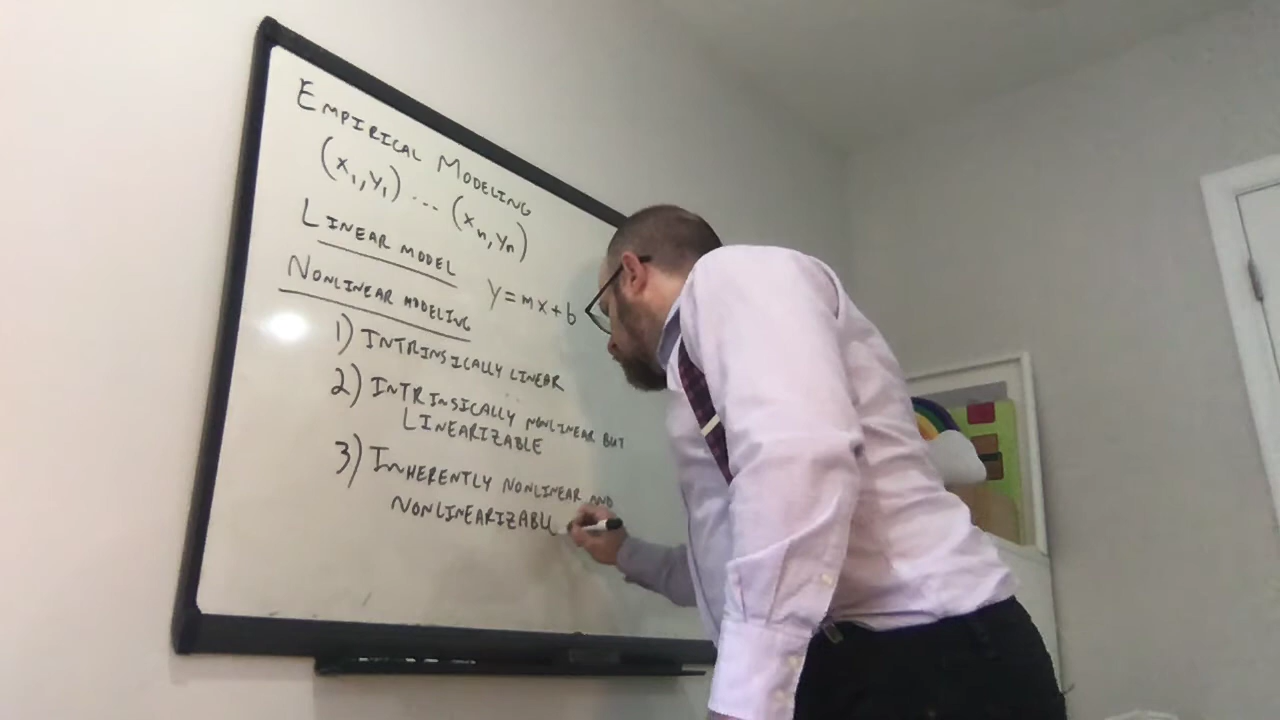 EMPIRICAL MODELING
(x₁,y₁) ... (xₙ,yₙ)
LINEAR MODEL
y=mx+b
NONLINEAR MODELING
1) INTRINSICALLY LINEAR
2) INTRINSICALLY NONLINEAR BUT
LINEARIZABLE
3) INHERENTLY NONLINEAR AND
NONLINEARIZABL